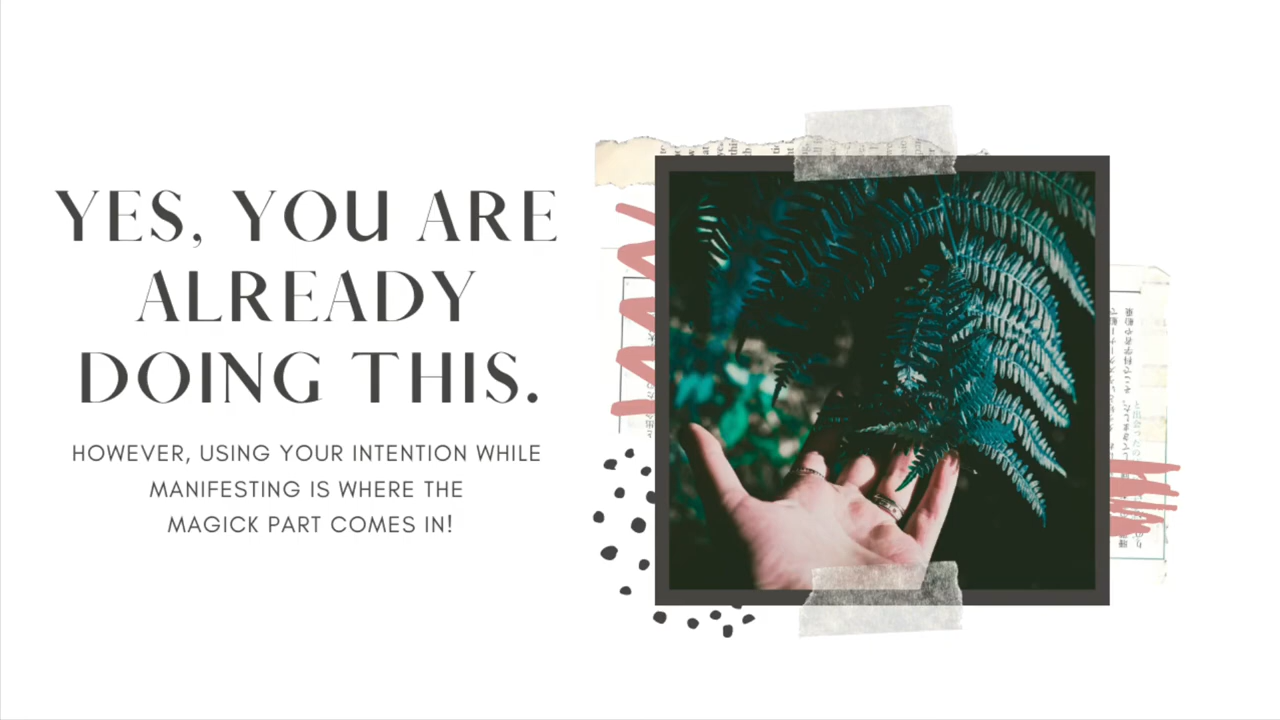 YES, YOU ARE
ALREADY
DOING THIS.
HOWEVER, USING YOUR INTENTION WHILE
MANIFESTING IS WHERE THE
MAGICK PART COMES IN!